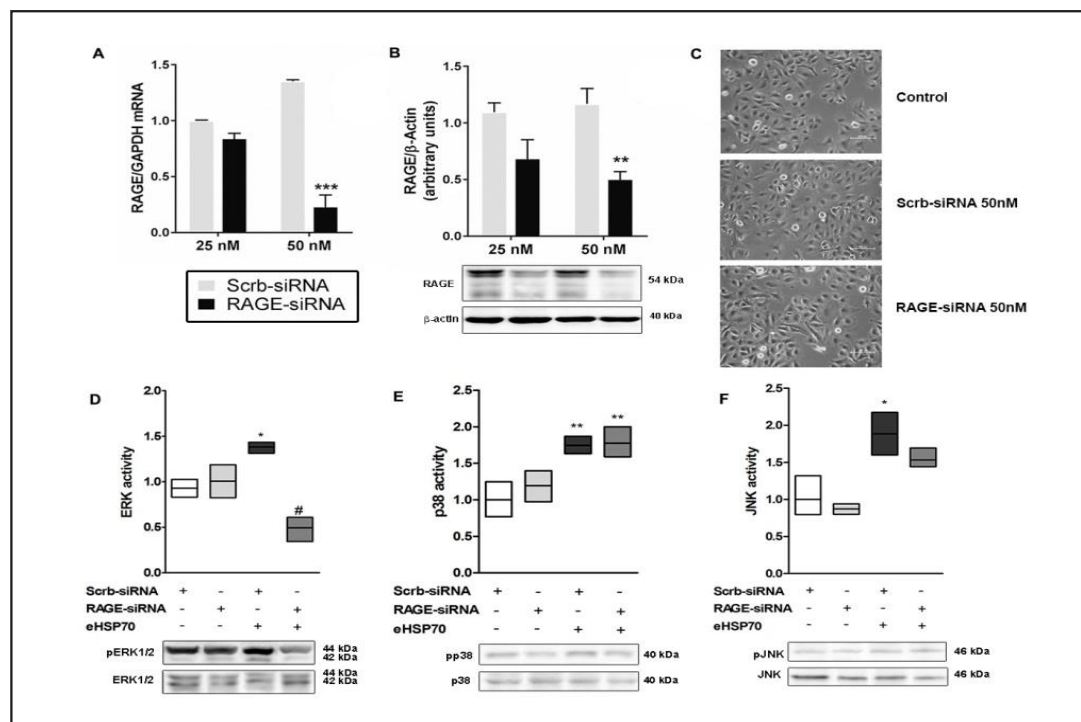 A
RAGE/GAPDH mRNA
1.5
1.0
0.5
0.0
***
25 nM
50 nM
Scrb-siRNA
RAGE-siRNA
B
RAGE/β-Actin
(arbitrary units)
1.5
1.0
0.5
0.0
**
25 nM
50 nM
RAGE
54 kDa
β-actin
40 kDa
C
Control
Scrb-siRNA 50nM
RAGE-siRNA 50nM
D
ERK activity
2.0
1.5
1.0
0.5
0.0
*
#
Scrb-siRNA + - + -
RAGE-siRNA - + - +
eHSP70 - - + +
pERK1/2
44 kDa
42 kDa
ERK1/2
44 kDa
42 kDa
E
p38 activity
2.5
2.0
1.5
1.0
0.5
0.0
**
**
Scrb-siRNA + - + -
RAGE-siRNA - + - +
eHSP70 - - + +
pp38 40 kDa
p38 40 kDa
F
JNK activity
2.5
2.0
1.5
1.0
0.5
0.0
*
Scrb-siRNA + - + -
RAGE-siRNA - + - +
eHSP70 - - + +
pJNK 46 kDa
JNK 46 kDa